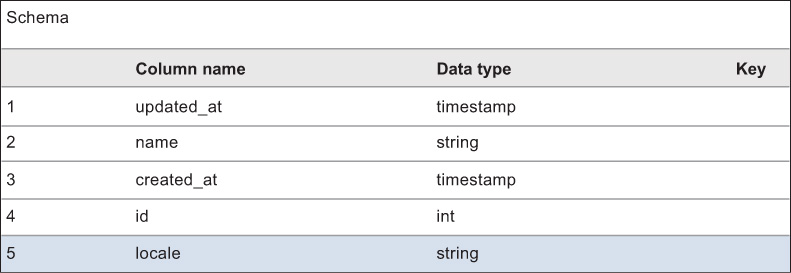 Schema
Column name Data type Key
1 updated_at timestamp
2 name string
3 created_at timestamp
4 id int
5 locale string